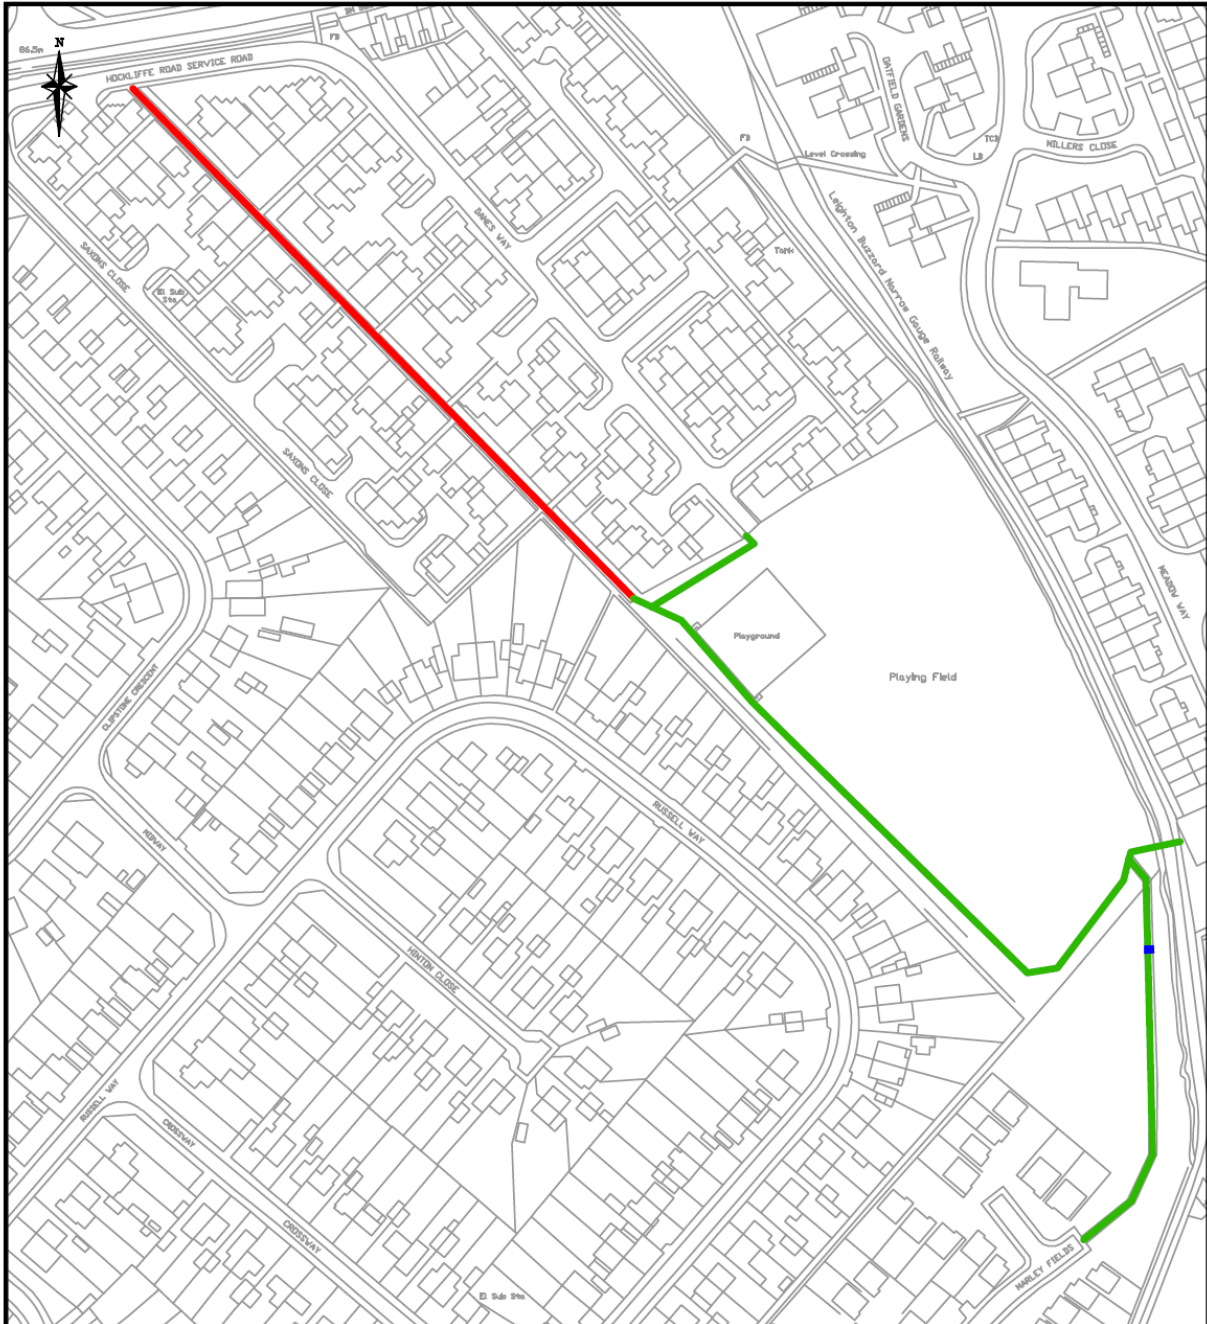 86.5m
N
HOCKLIFFE ROAD SERVICE ROAD
FB
OATFIELD GARDENS
FB
Level Crossing
TCB
LB
MILLERS CLOSE
DANES WAY
Leighton Buzzard Narrow Gauge Railway
Tank
SAXONS CLOSE
El Sub
Sta
SAXONS CLOSE
MEADOW WAY
Playground
Playing Field
CLIPSTONE CRESCENT
RUSSELL WAY
MIDWAY
HINTON CLOSE
RUSSELL WAY
CROSSWAY
CROSSWAY
HARLEY FIELDS
El Sub Sta